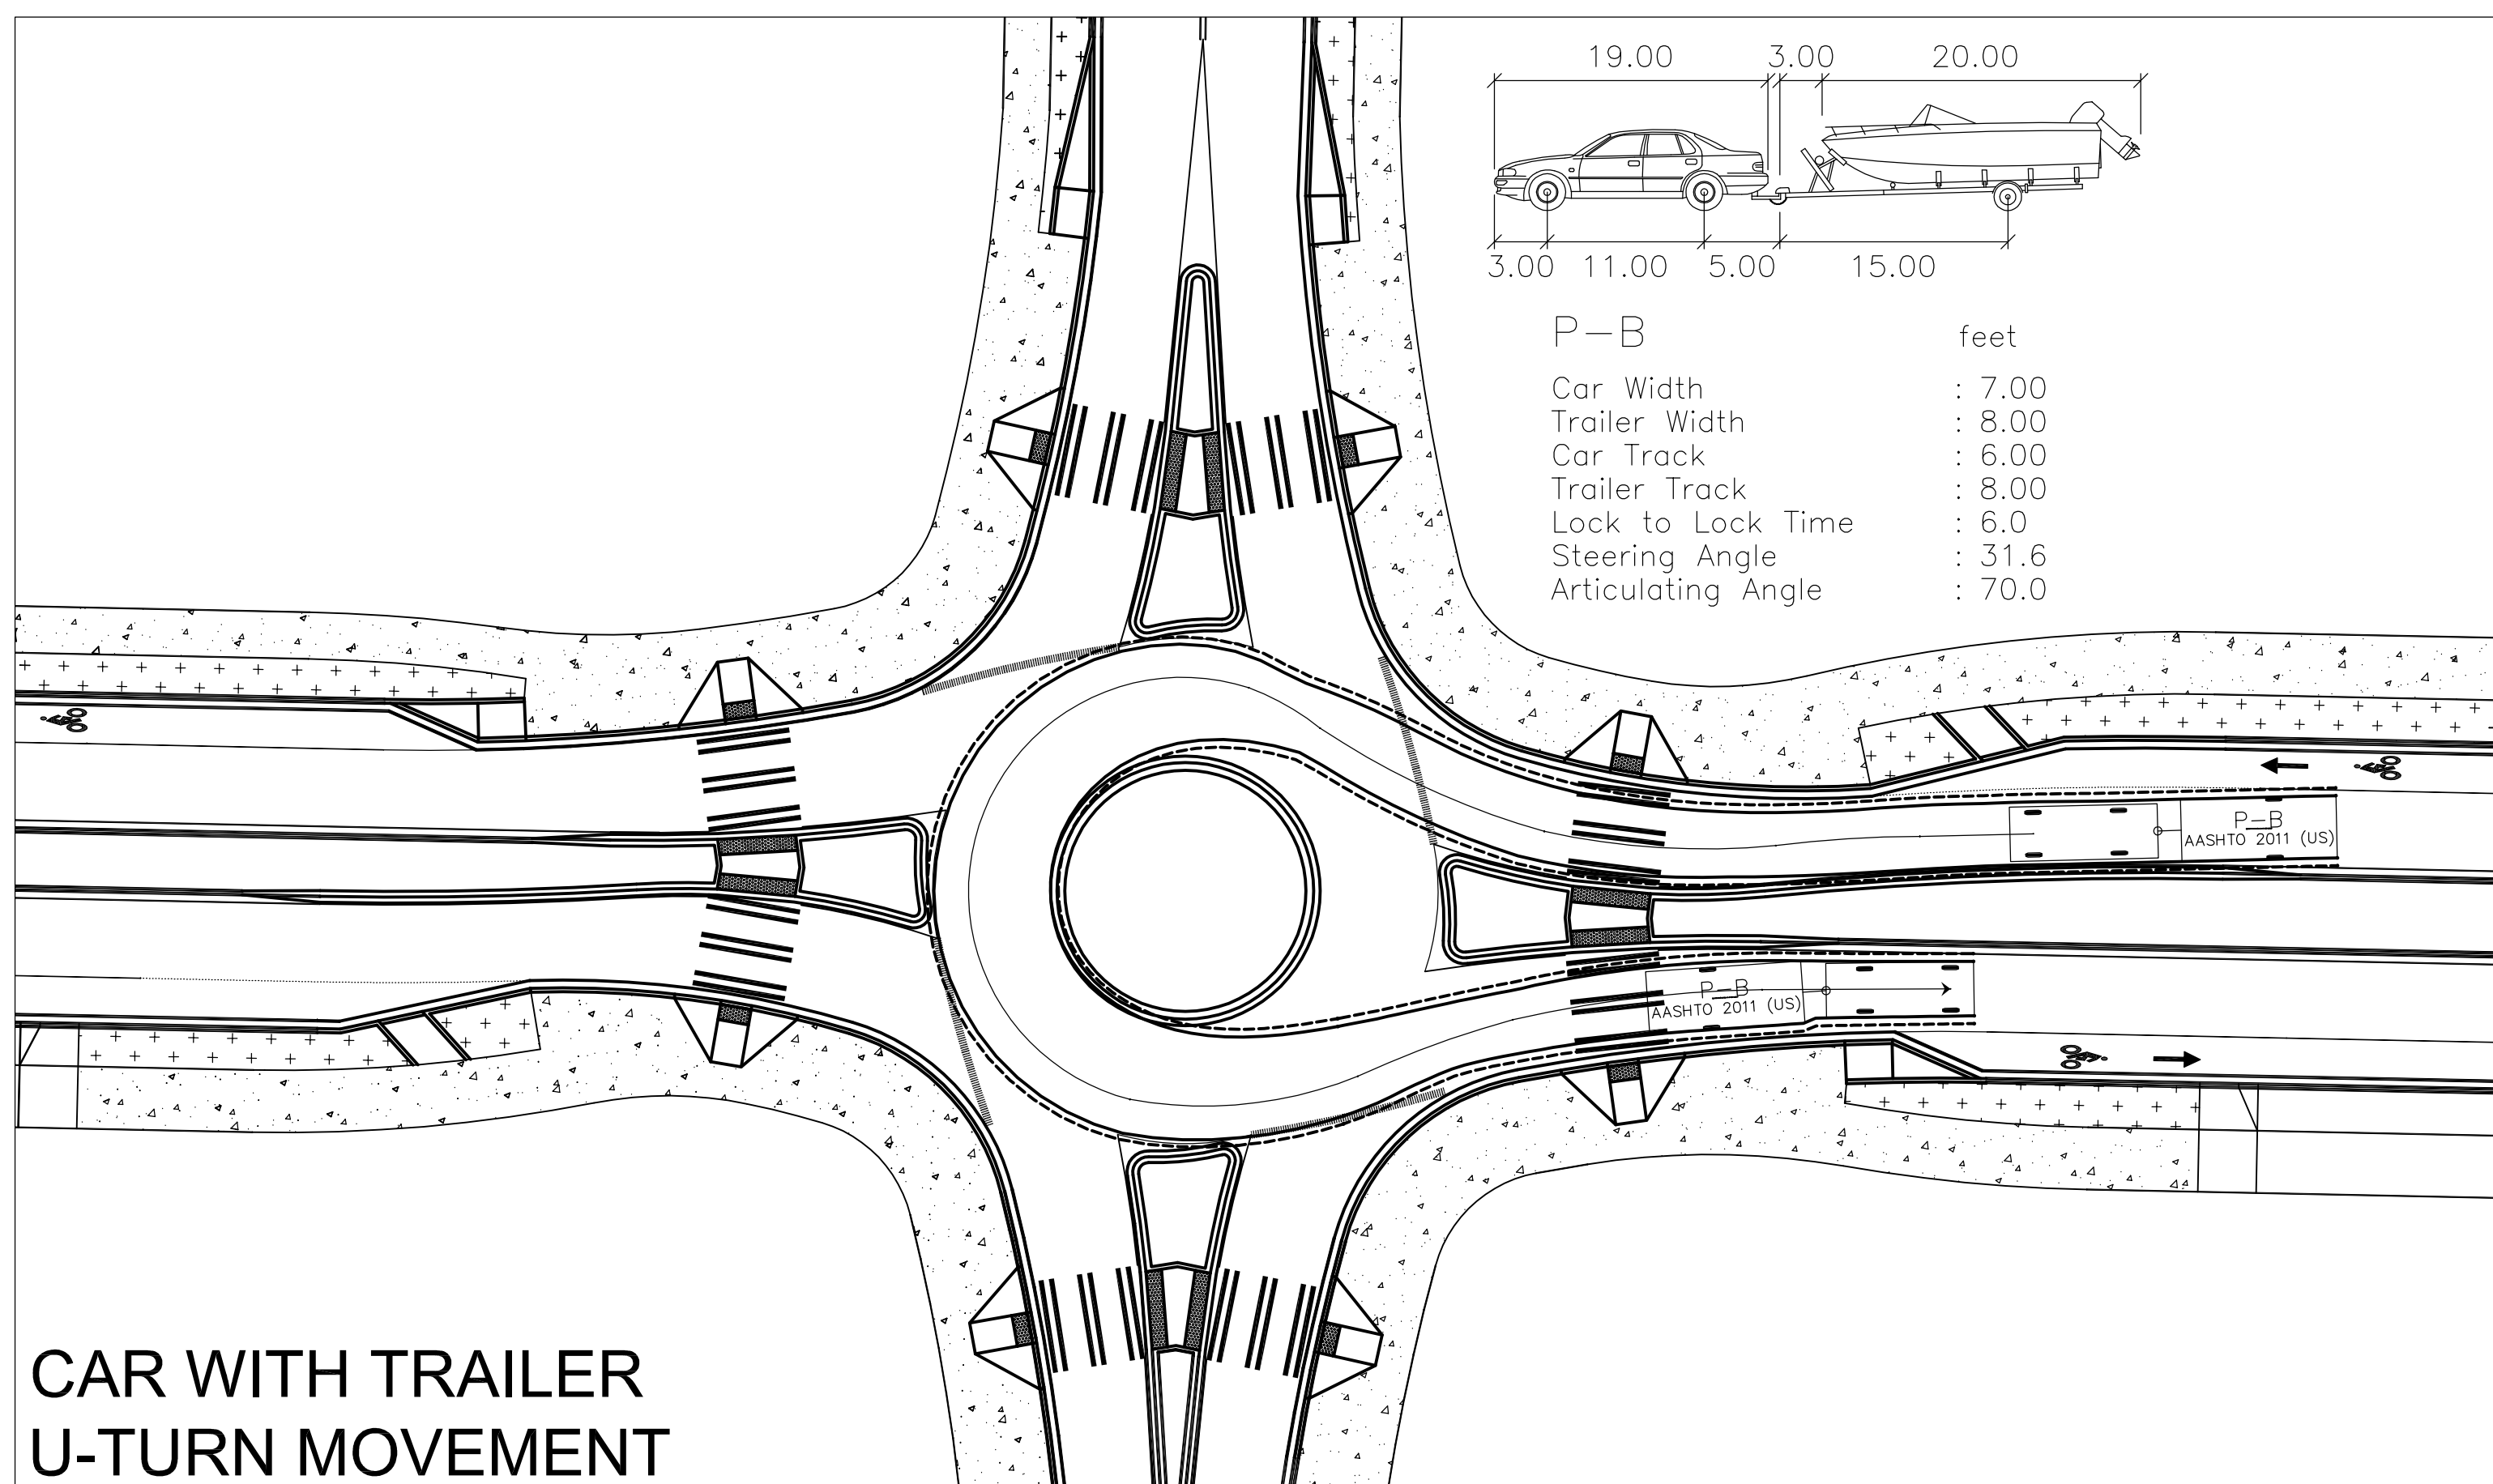 19.00 3.00 20.00
3.00 11.00 5.00 15.00
P-B feet
Car Width : 7.00
Trailer Width : 8.00
Car Track : 6.00
Trailer Track : 8.00
Lock to Lock Time : 6.0
Steering Angle : 31.6
Articulating Angle : 70.0
P-B
AASHTO 2011 (US)
P-B
AASHTO 2011 (US)
CAR WITH TRAILER
U-TURN MOVEMENT